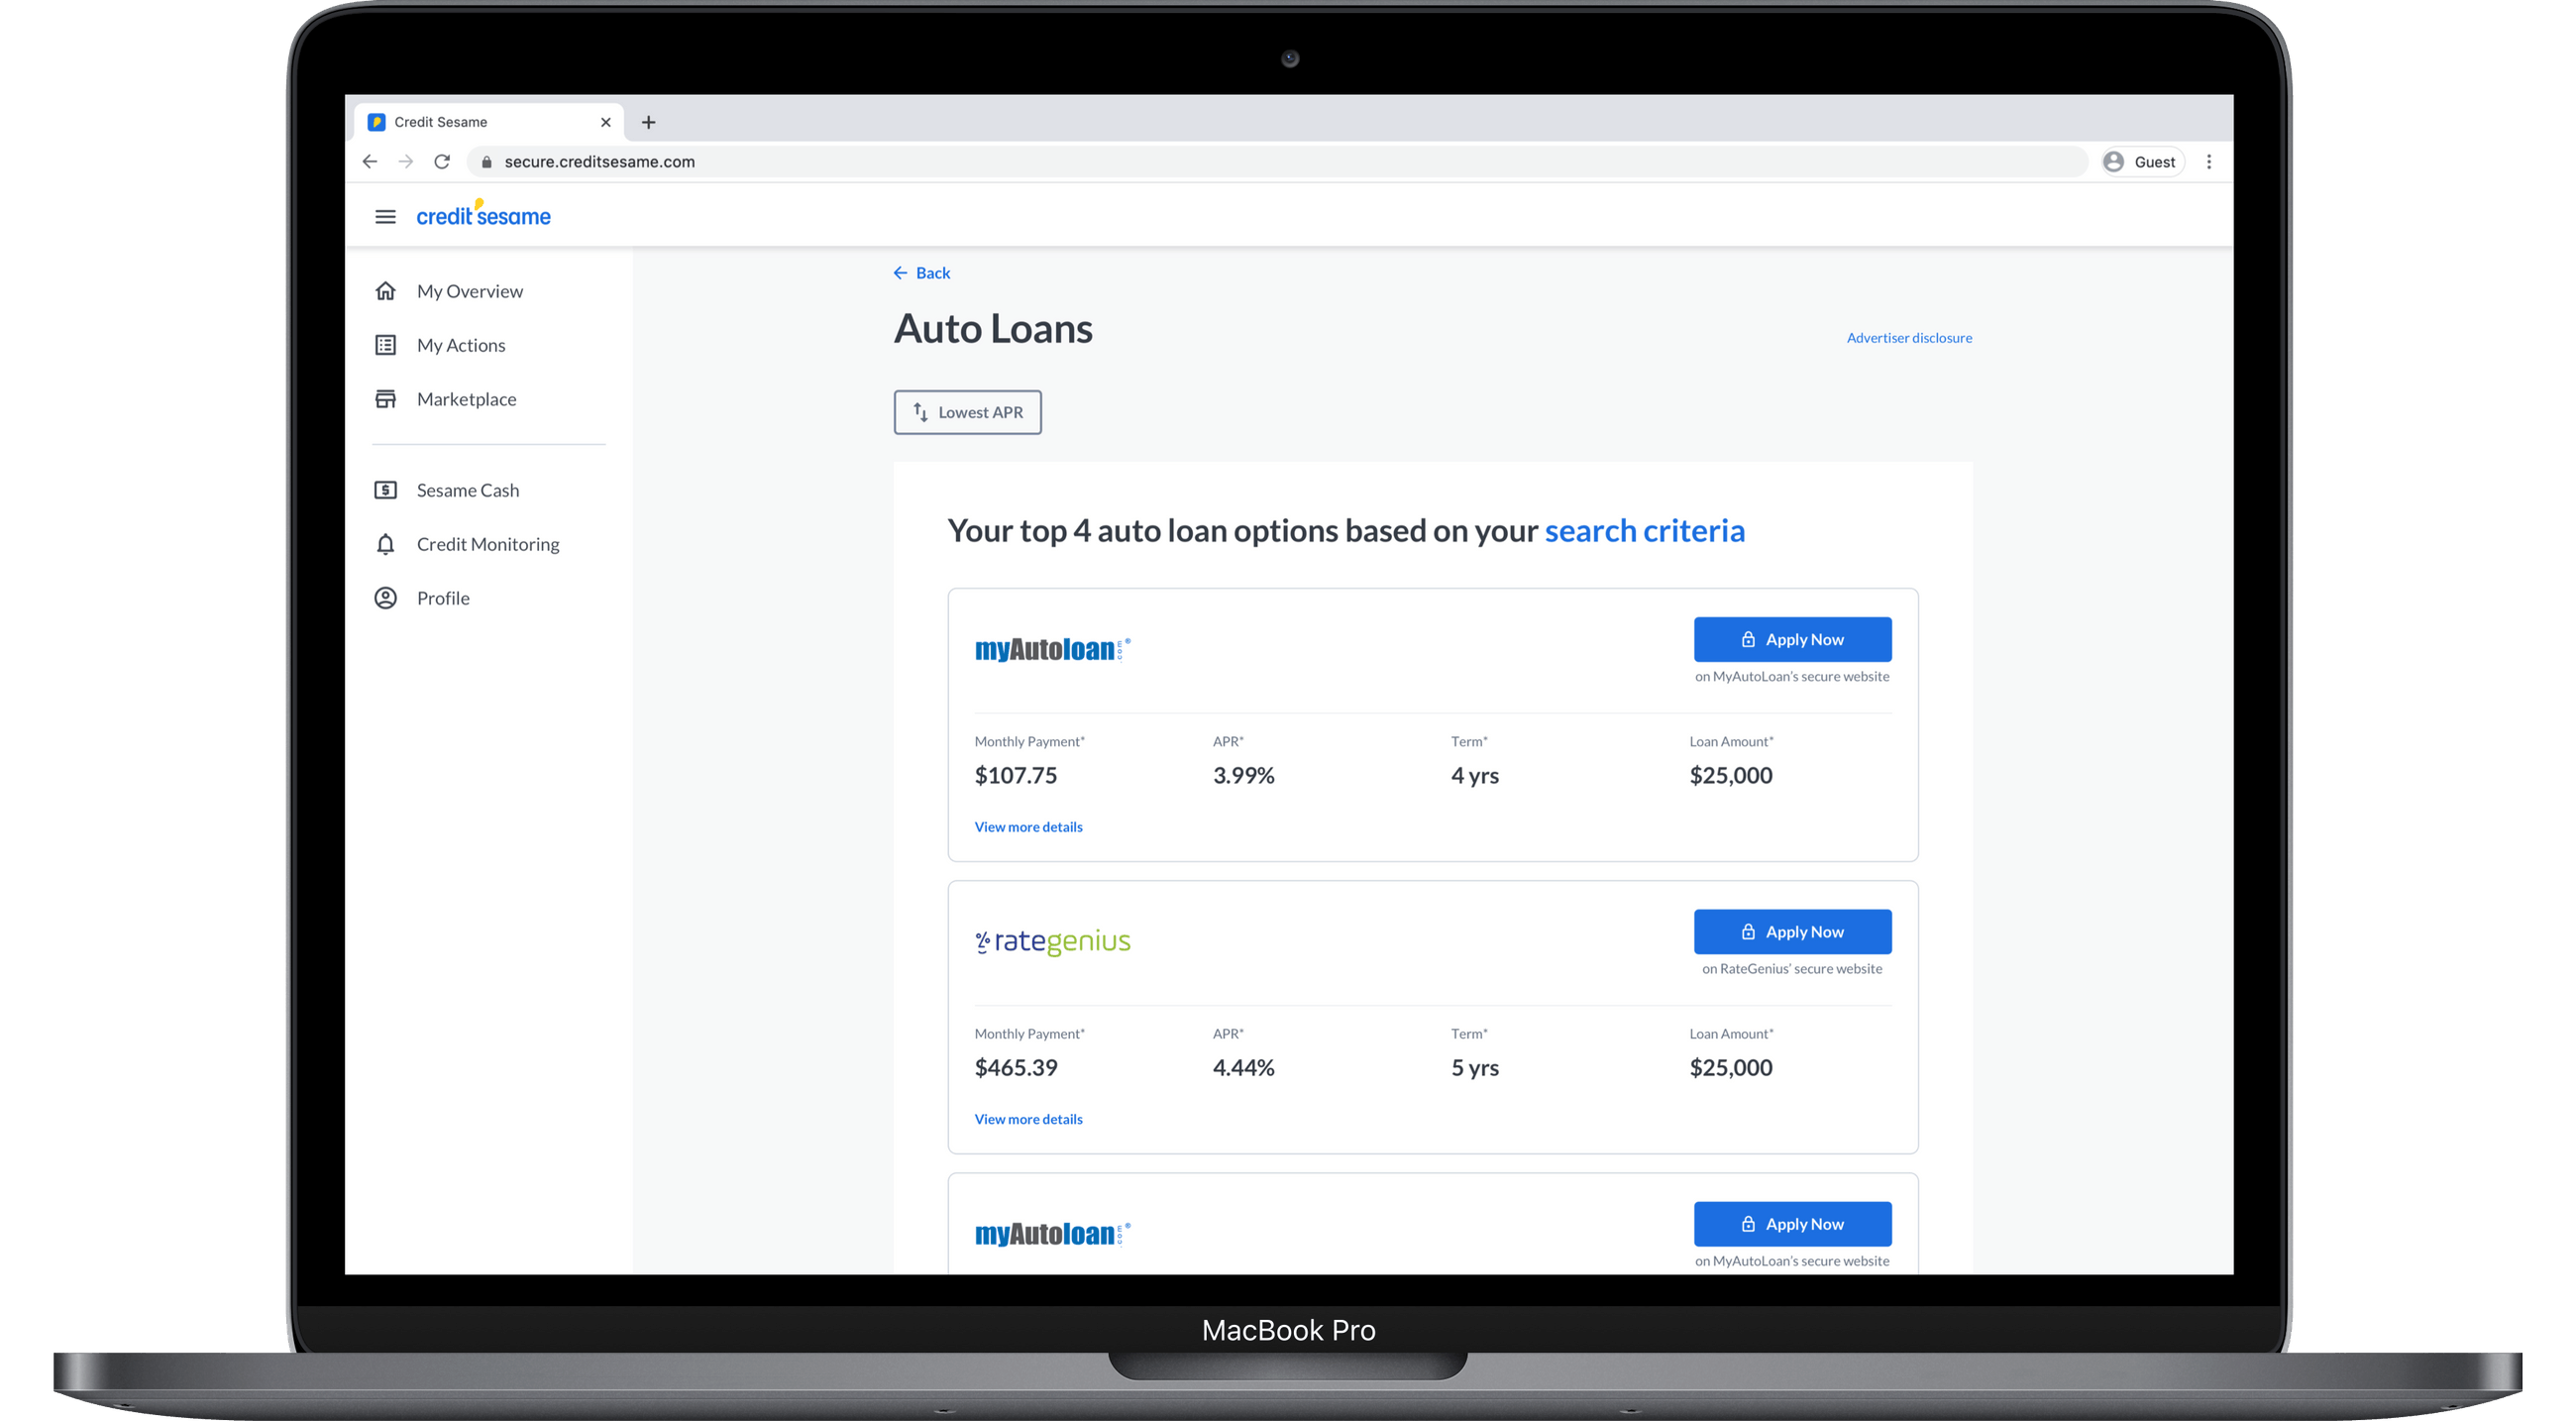 Credit Sesame
secure.creditsesame.com
Guest
credit sesame
My Overview
My Actions
Marketplace
Sesame Cash
Credit Monitoring
Profile
Back
Auto Loans
Advertiser disclosure
Lowest APR
Your top 4 auto loan options based on your search criteria
myAutoloan.com®
Apply Now
on MyAutoLoan's secure website
Monthly Payment* APR* Term* Loan Amount*
$107.75 3.99% 4 yrs $25,000
View more details
rategenius
Apply Now
on RateGenius' secure website
Monthly Payment* APR* Term* Loan Amount*
$465.39 4.44% 5 yrs $25,000
View more details
myAutoloan.com®
Apply Now
on MyAutoLoan's secure website
MacBook Pro